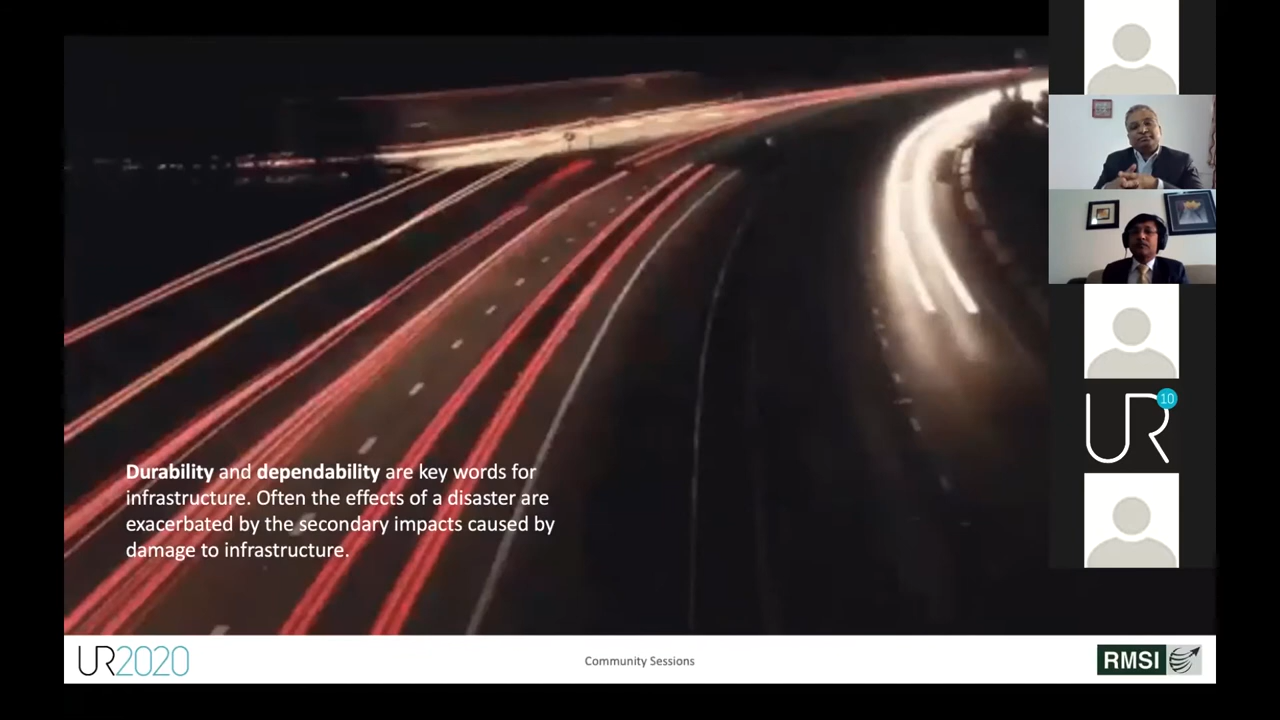 UR 10
Durability and dependability are key words for
infrastructure. Often the effects of a disaster are
exacerbated by the secondary impacts caused by
damage to infrastructure.
UR2020
Community Sessions
RMSI